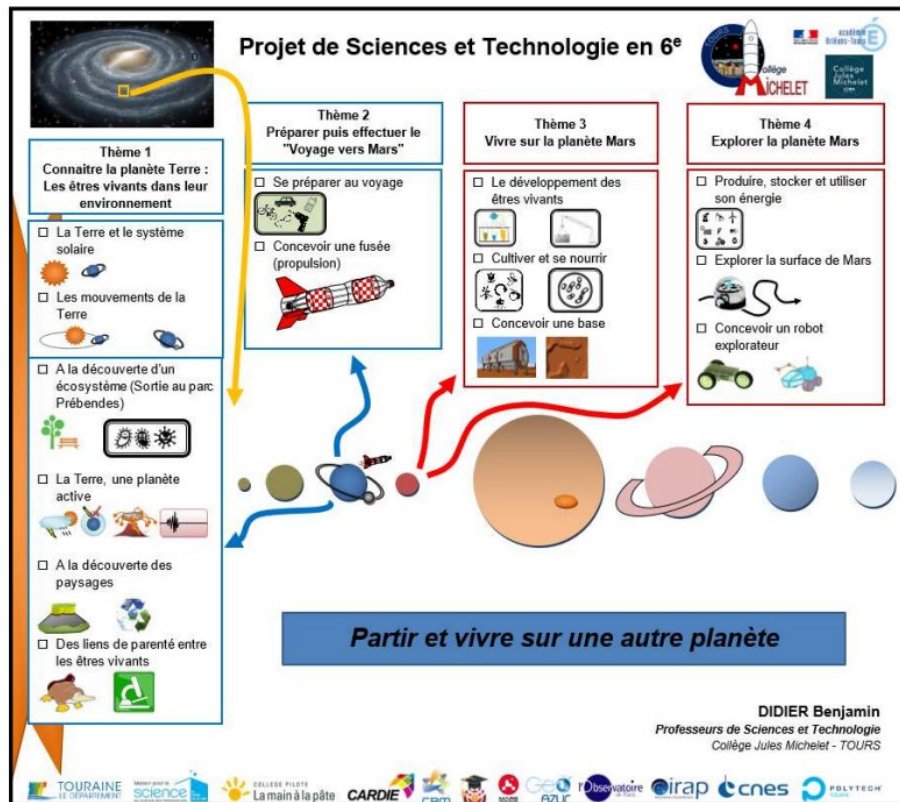 Projet de Sciences et Technologie en 6e
TOURS
Collège
MICHELET
académie
Orléans-Tours
Collège
Jules
Michelet
Thème 1
Connaitre la planète Terre :
Les êtres vivants dans leur
environnement
La Terre et le système
solaire
Les mouvements de la
Terre
A la découverte d'un
écosystème (Sortie au parc
Prébendes)
La Terre, une planète
active
A la découverte des
paysages
Des liens de parenté entre
les êtres vivants
Thème 2
Préparer puis effectuer le
"Voyage vers Mars"
Se préparer au voyage
Concevoir une fusée
(propulsion)
Thème 3
Vivre sur la planète Mars
Le développement des
êtres vivants
Cultiver et se nourrir
Concevoir une base
Thème 4
Explorer la planète Mars
Produire, stocker et utiliser
son énergie
Explorer la surface de Mars
Concevoir un robot
explorateur
Partir et vivre sur une autre planète
DIDIER Benjamin
Professeurs de Sciences et Technologie
Collège Jules Michelet - TOURS
TOURAINE
LE DÉPARTEMENT
science
COLLEGE PILOTE
La main à la pâte
CARDIE
l'Observatoire
irap
cnes
POLYTECH
TOURS